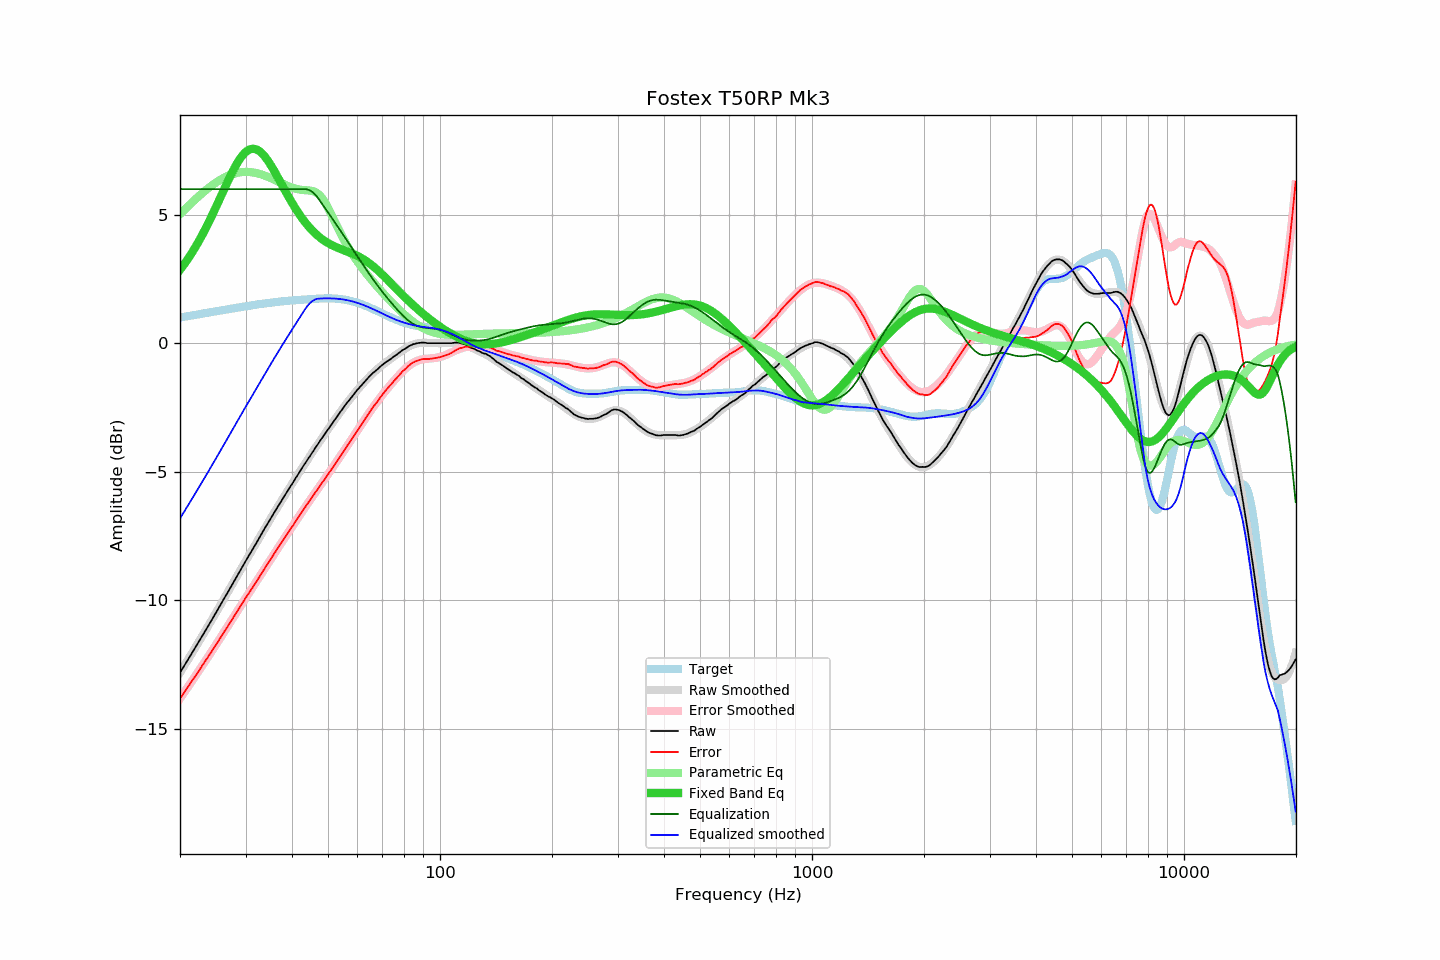 Fostex T50RP Mk3
Amplitude (dBr)
5
0
−5
−10
−15
Target
Raw Smoothed
Error Smoothed
Raw
Error
Parametric Eq
Fixed Band Eq
Equalization
Equalized smoothed
100 1000 10000
Frequency (Hz)